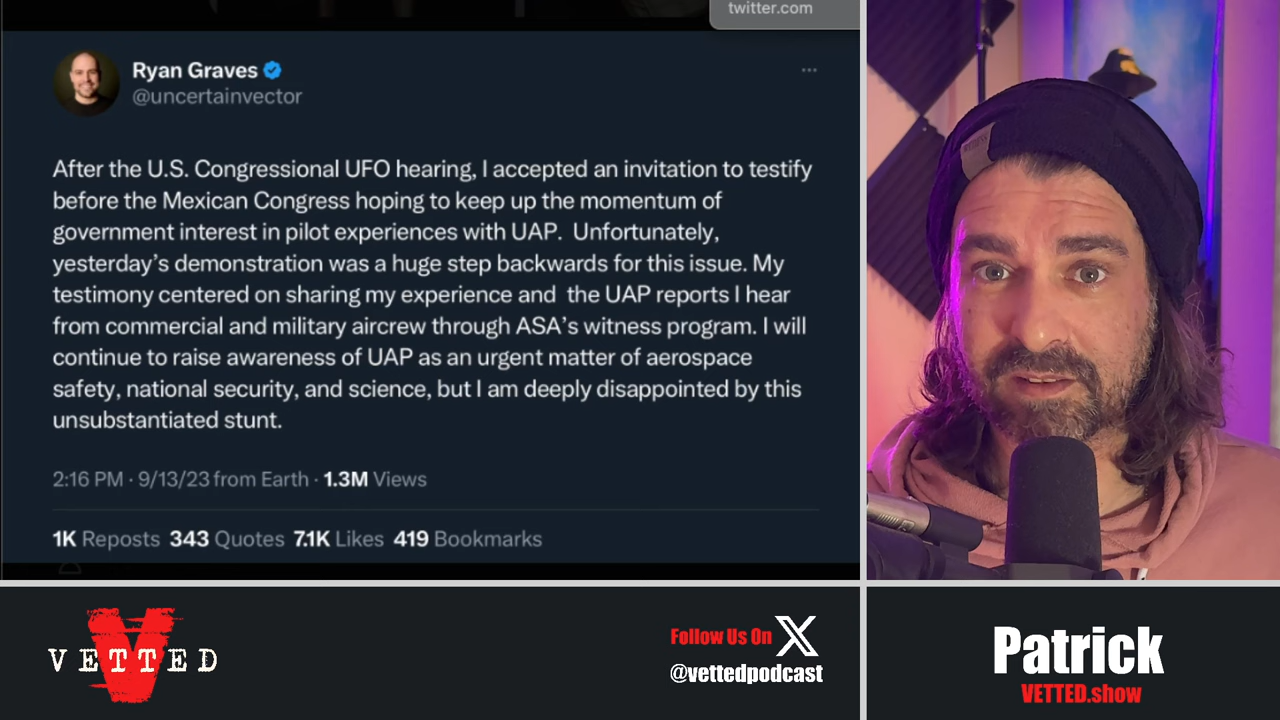 twitter.com
Ryan Graves
@uncertainvector
After the U.S. Congressional UFO hearing, I accepted an invitation to testify
before the Mexican Congress hoping to keep up the momentum of
government interest in pilot experiences with UAP. Unfortunately,
yesterday's demonstration was a huge step backwards for this issue. My
testimony centered on sharing my experience and the UAP reports I hear
from commercial and military aircrew through ASA's witness program. I will
continue to raise awareness of UAP as an urgent matter of aerospace
safety, national security, and science, but I am deeply disappointed by this
unsubstantiated stunt.
2:16 PM · 9/13/23 from Earth · 1.3M Views
1K Reposts 343 Quotes 7.1K Likes 419 Bookmarks
VETTED
Follow Us On X
@vettedpodcast
Patrick
VETTED.show